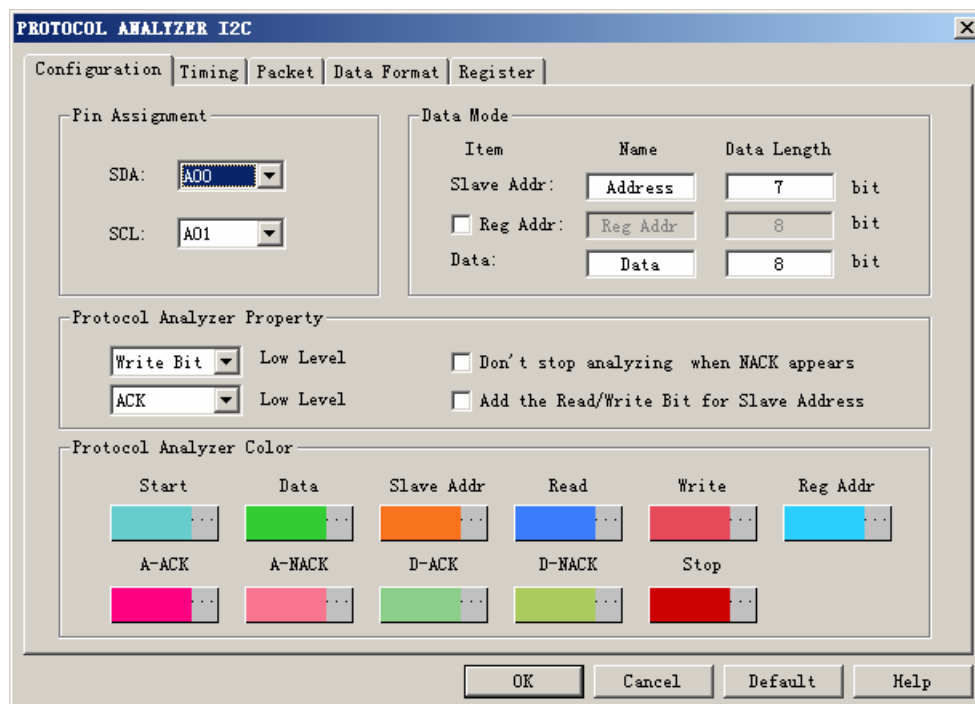 PROTOCOL ANALYZER I2C
Configuration Timing Packet Data Format Register
Pin Assignment
SDA: A00
SCL: A01
Data Mode
Item Name Data Length
Slave Addr: Address 7 bit
Reg Addr: Reg Addr 8 bit
Data: Data 8 bit
Protocol Analyzer Property
Write Bit Low Level Don't stop analyzing when NACK appears
ACK Low Level Add the Read/Write Bit for Slave Address
Protocol Analyzer Color
Start Data Slave Addr Read Write Reg Addr
... ... ... ... ... ...
A-ACK A-NACK D-ACK D-NACK Stop
... ... ... ... ...
OK Cancel Default Help